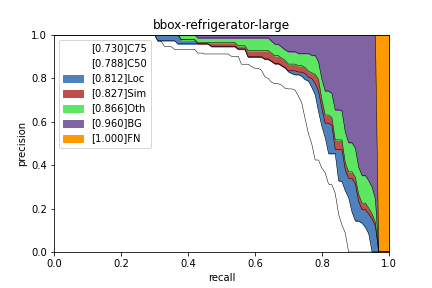 bbox-refrigerator-large
[0.730]C75
[0.788]C50
[0.812]Loc
[0.827]Sim
[0.866]Oth
[0.960]BG
[1.000]FN
1.0
0.8
0.6
0.4
0.2
0.0
precision
0.0 0.2 0.4 0.6 0.8 1.0
recall